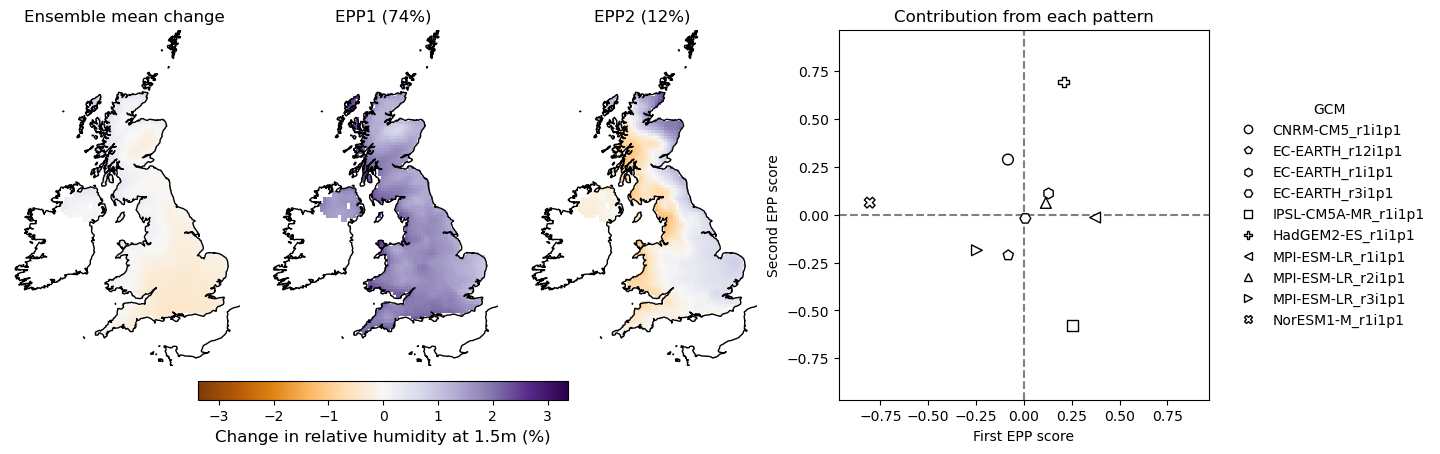 Ensemble mean change
EPP1 (74%)
EPP2 (12%)
−3 −2 −1 0 1 2 3
Change in relative humidity at 1.5m (%)
Contribution from each pattern
Second EPP score
0.75
0.50
0.25
0.00
−0.25
−0.50
−0.75
−0.75 −0.50 −0.25 0.00 0.25 0.50 0.75
First EPP score
GCM
CNRM-CM5_r1i1p1
EC-EARTH_r12i1p1
EC-EARTH_r1i1p1
EC-EARTH_r3i1p1
IPSL-CM5A-MR_r1i1p1
HadGEM2-ES_r1i1p1
MPI-ESM-LR_r1i1p1
MPI-ESM-LR_r2i1p1
MPI-ESM-LR_r3i1p1
NorESM1-M_r1i1p1